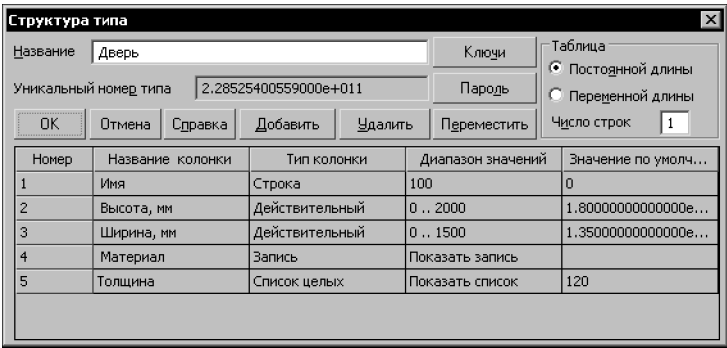 Структура типа
Название Дверь Ключи
Уникальный номер типа 2.28525400559000e+011 Пароль
Таблица
Постоянной длины
Переменной длины
Число строк 1
OK Отмена Справка Добавить Удалить Переместить
Номер Название колонки Тип колонки Диапазон значений Значение по умолч...
1 Имя Строка 100 0
2 Высота, мм Действительный 0 .. 2000 1.80000000000000e...
3 Ширина, мм Действительный 0 .. 1500 1.35000000000000e...
4 Материал Запись Показать запись
5 Толщина Список целых Показать список 120